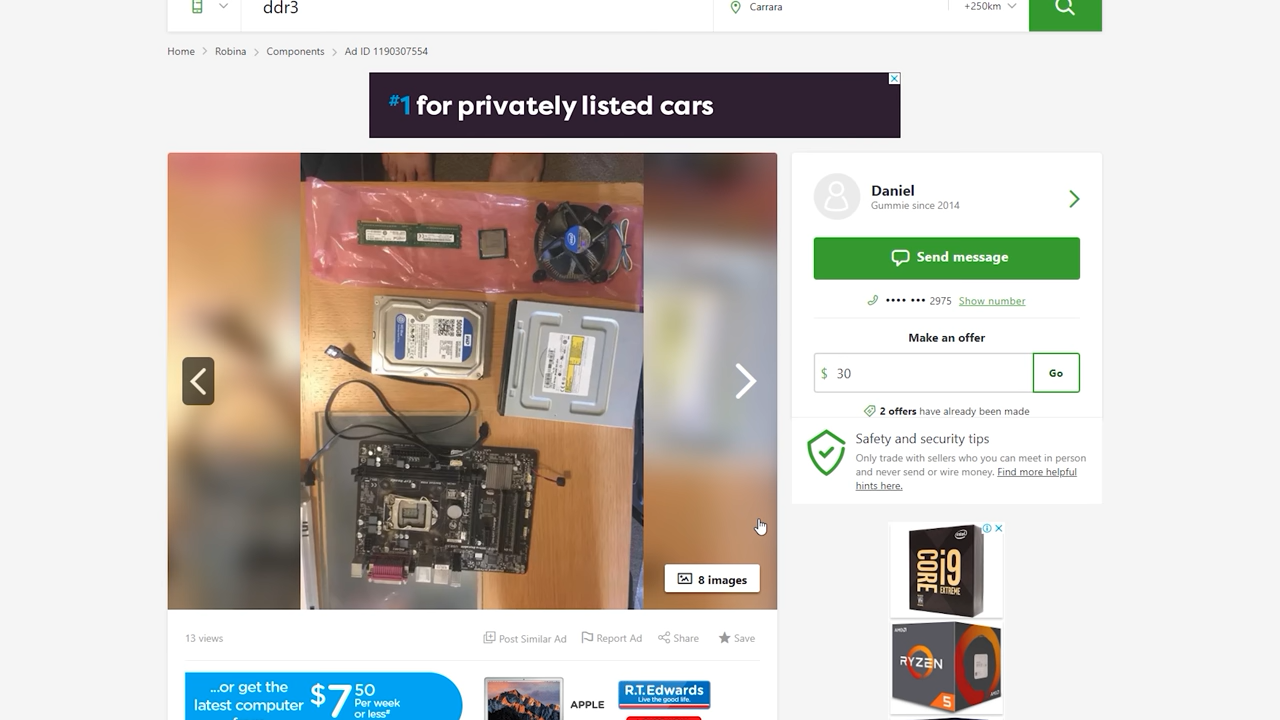 ddr3
Carrara
+250km
Home > Robina > Components > Ad ID 1190307554
#1 for privately listed cars
Daniel
Gummie since 2014
Send message
•••• ••• 2975 Show number
Make an offer
$ 30 Go
2 offers have already been made
Safety and security tips
Only trade with sellers who you can meet in person
and never send or wire money. Find more helpful
hints here.
500GB
WD
8 images
13 views
Post Similar Ad
Report Ad
Share
Save
...or get the
latest computer
$7 50
Per week
or less#
APPLE
R.T.Edwards
Live the good life.
intel
CORE i9
EXTREME
RYZEN
5